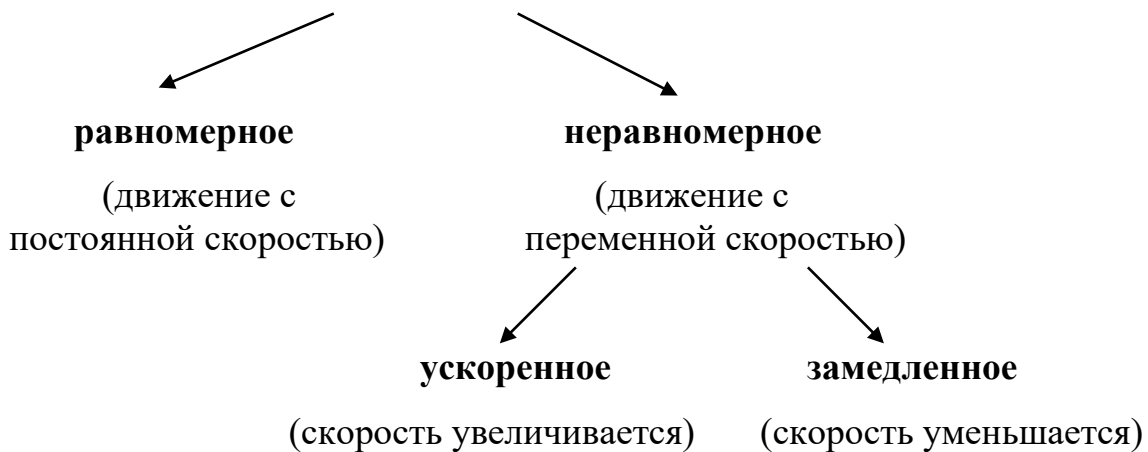 равномерное неравномерное
(движение с (движение с
постоянной скоростью) переменной скоростью)
ускоренное замедленное
(скорость увеличивается) (скорость уменьшается)